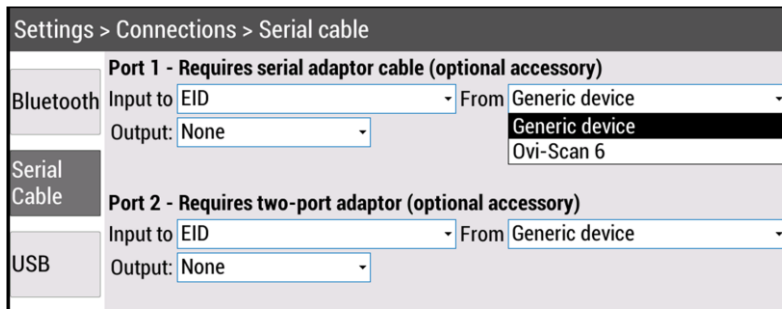 Settings > Connections > Serial cable
Port 1 - Requires serial adaptor cable (optional accessory)
Bluetooth
Input to EID From Generic device
Generic device
Output: None
Ovi-Scan 6
Serial
Cable
Port 2 - Requires two-port adaptor (optional accessory)
Input to EID From Generic device
USB
Output: None